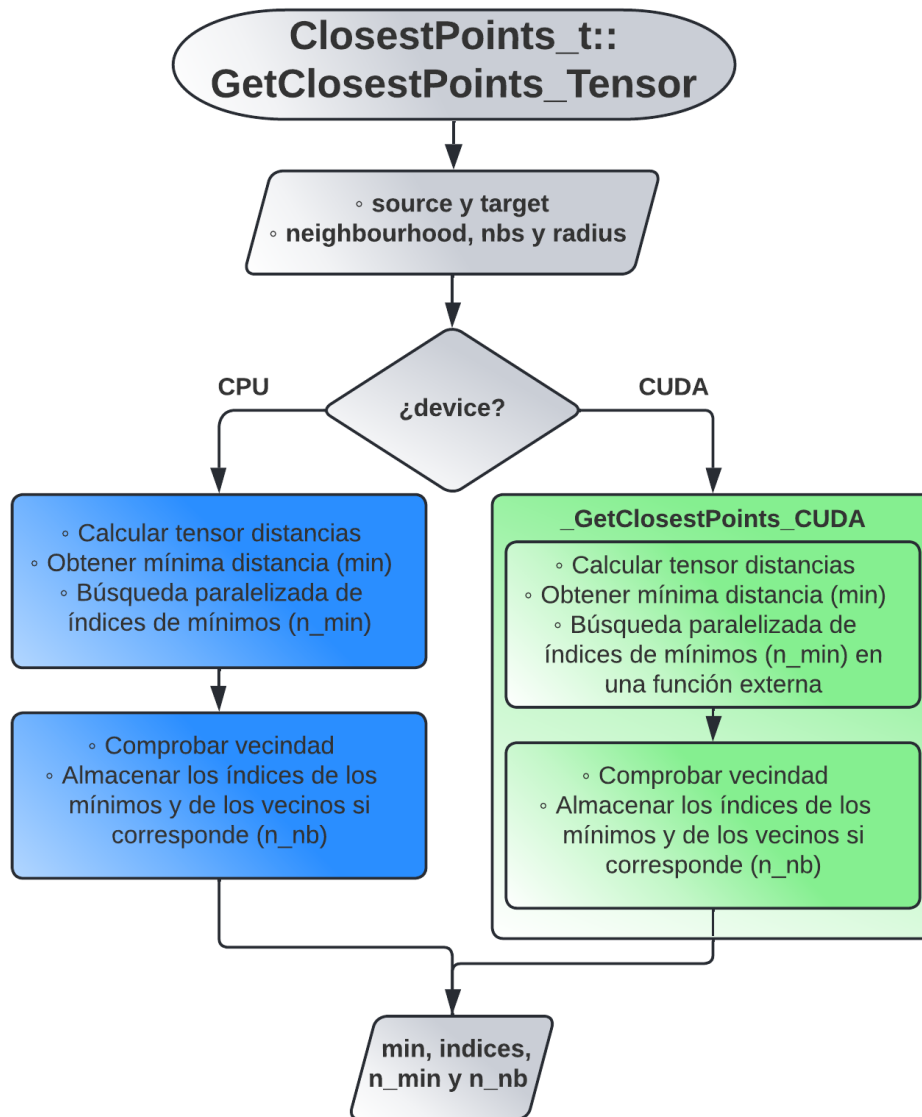 ClosestPoints_t::
GetClosestPoints_Tensor
◦ source y target
◦ neighbourhood, nbs y radius
CPU
¿device?
CUDA
◦ Calcular tensor distancias
◦ Obtener mínima distancia (min)
◦ Búsqueda paralelizada de
índices de mínimos (n_min)
◦ Comprobar vecindad
◦ Almacenar los índices de los
mínimos y de los vecinos si
corresponde (n_nb)
_GetClosestPoints_CUDA
◦ Calcular tensor distancias
◦ Obtener mínima distancia (min)
◦ Búsqueda paralelizada de
índices de mínimos (n_min) en
una función externa
◦ Comprobar vecindad
◦ Almacenar los índices de los
mínimos y de los vecinos si
corresponde (n_nb)
min, indices,
n_min y n_nb